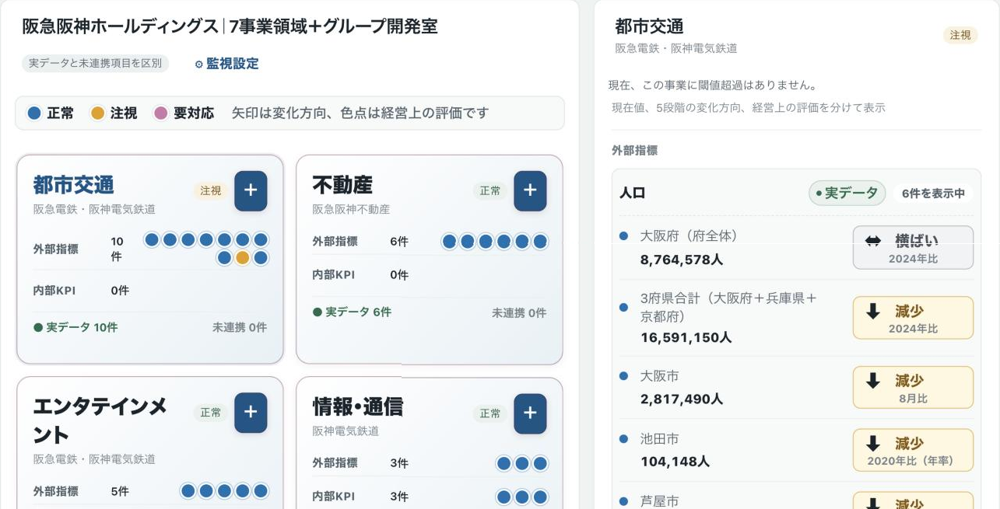 阪急阪神ホールディングス｜7事業領域＋グループ開発室
実データと未連携項目を区別
⚙ 監視設定
正常
注視
要対応
矢印は変化方向、色点は経営上の評価です
都市交通
注視
+
阪急電鉄・阪神電気鉄道
外部指標
10
件
内部KPI
0件
実データ 10件
未連携 0件
不動産
正常
+
阪急阪神不動産
外部指標
6件
内部KPI
0件
実データ 6件
未連携 0件
エンタテインメ
ント
正常
+
阪急電鉄・阪神電気鉄道
外部指標
5件
情報・通信
正常
+
阪神電気鉄道
外部指標
3件
内部KPI
3件
都市交通
阪急電鉄・阪神電気鉄道
注視
現在、この事業に閾値超過はありません。
現在値、5段階の変化方向、経営上の評価を分けて表示
外部指標
人口
実データ
6件を表示中
大阪府（府全体）
8,764,578人
横ばい
2024年比
3府県合計（大阪府＋兵庫県＋
京都府）
16,591,150人
減少
2024年比
大阪市
2,817,490人
減少
8月比
池田市
104,148人
減少
2020年比（年率）
芦屋市
減少